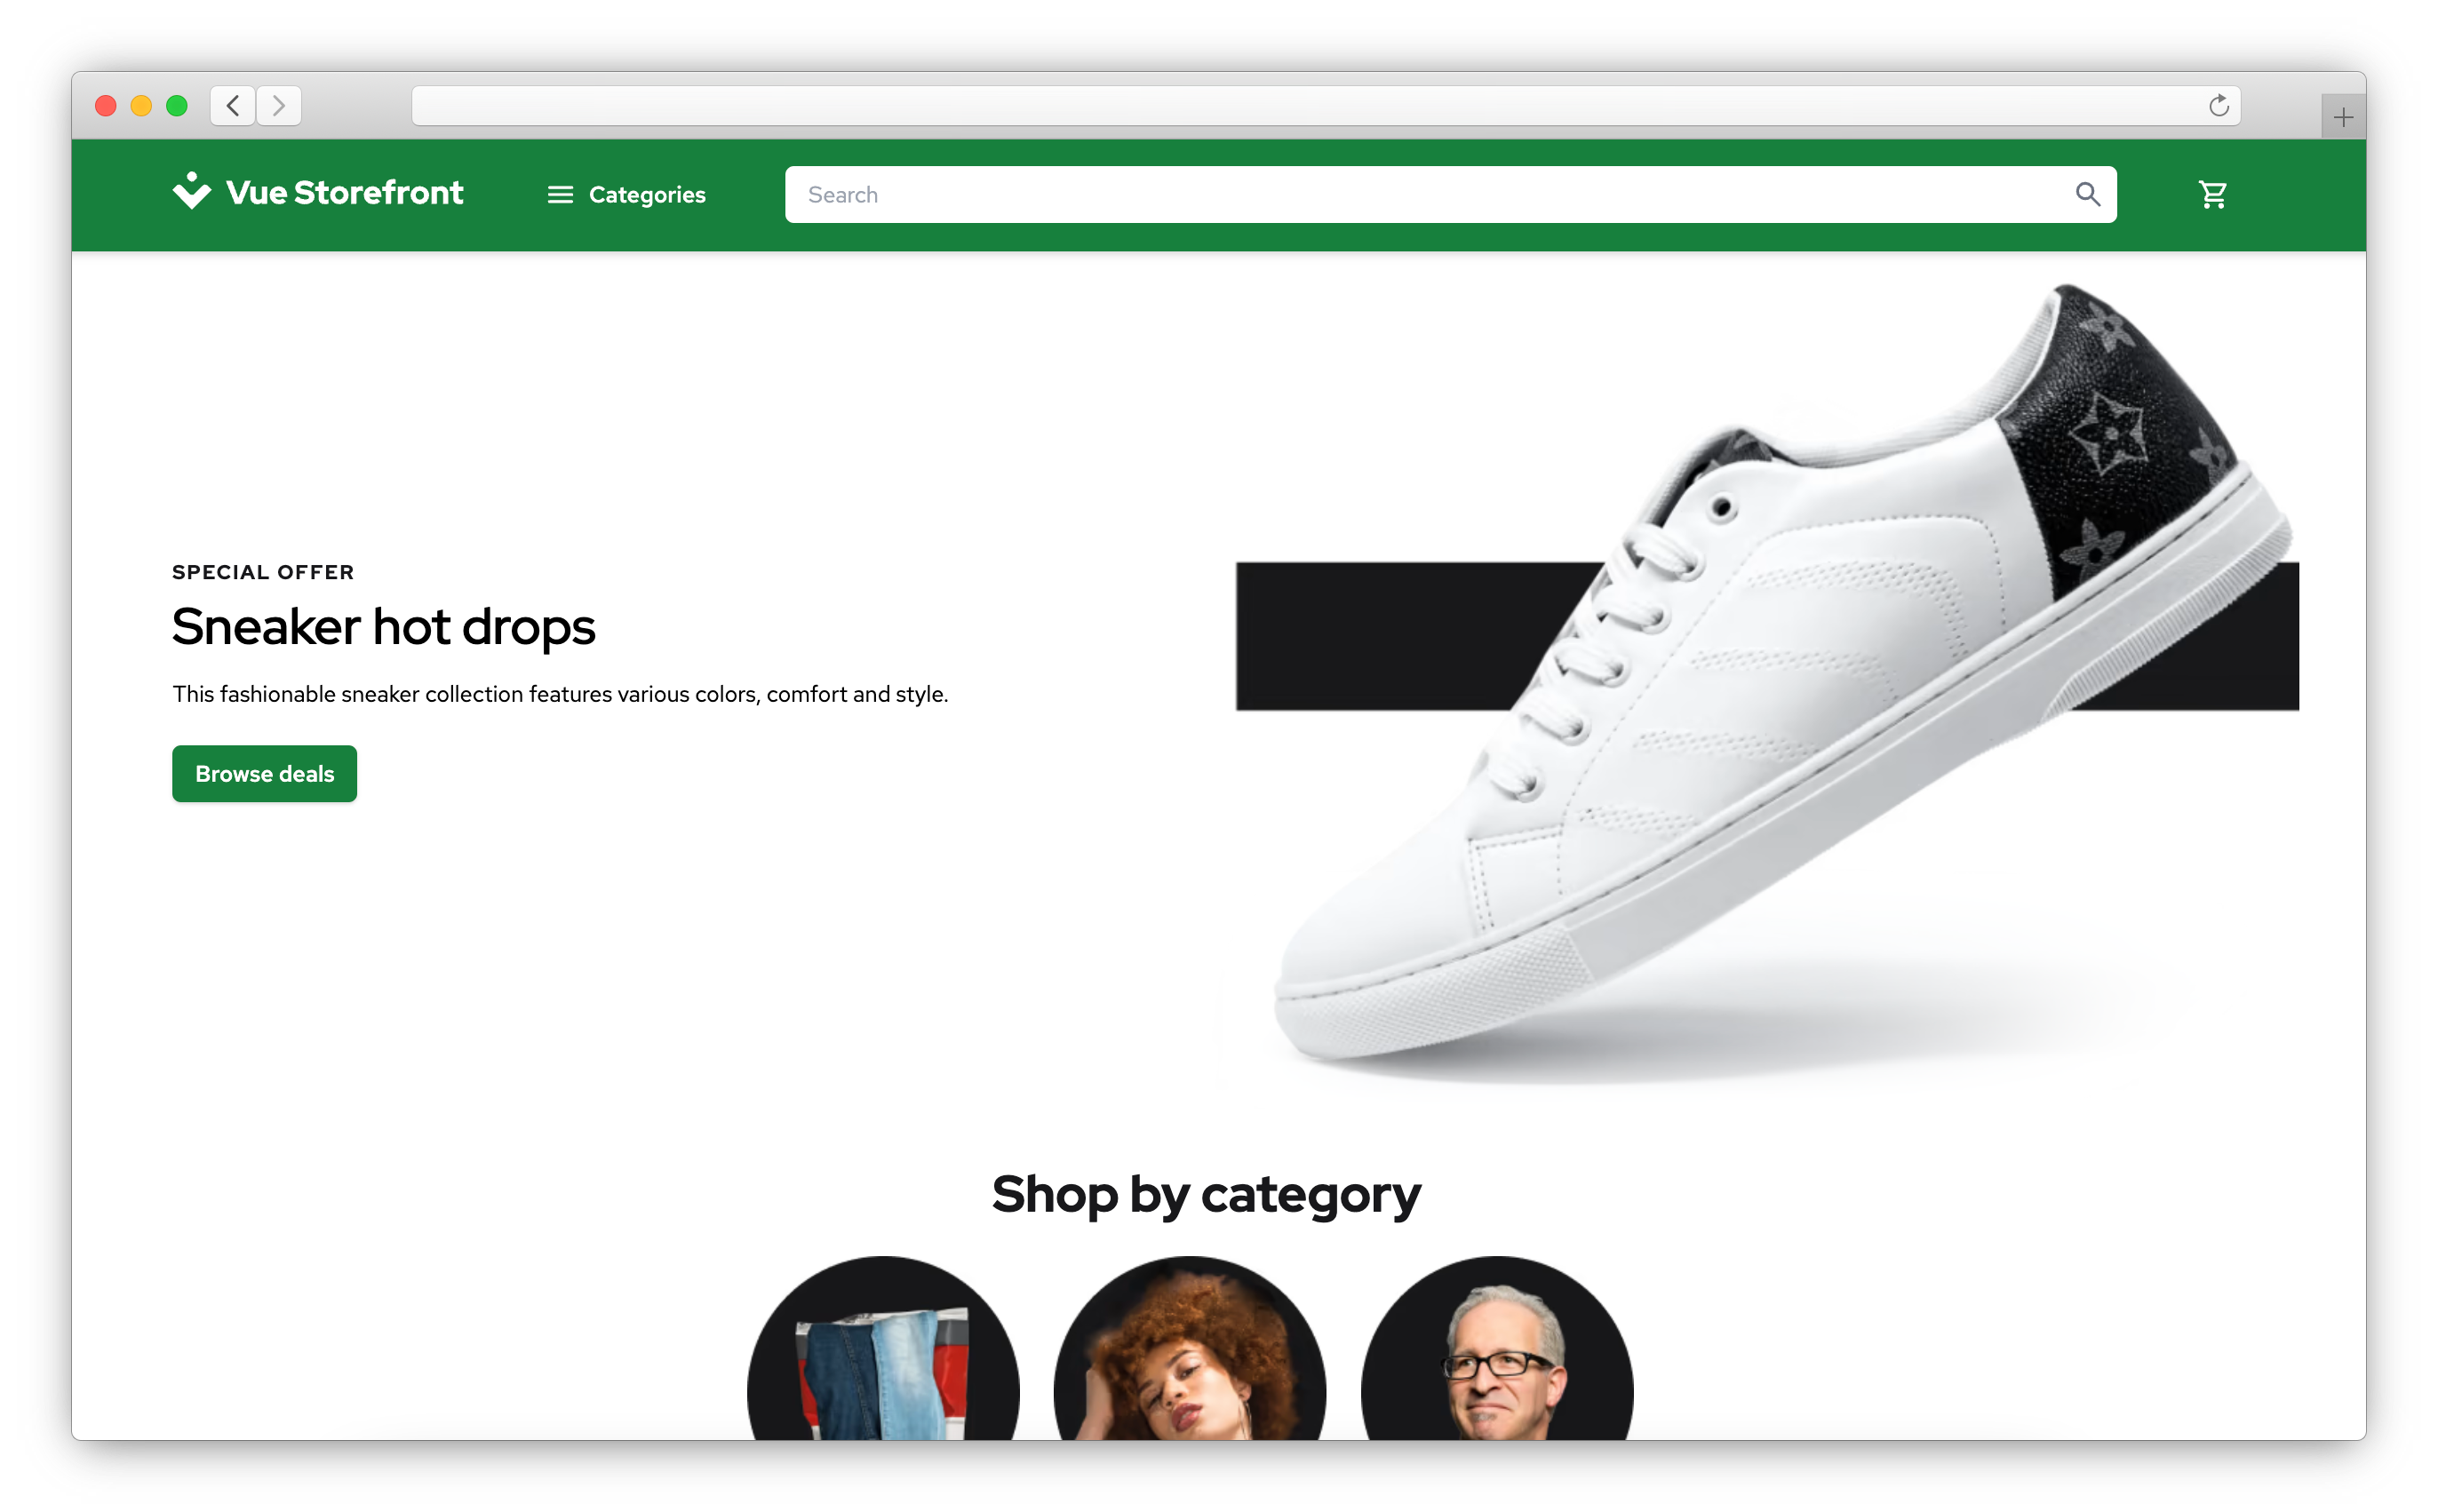 Vue Storefront
Categories
Search
SPECIAL OFFER
Sneaker hot drops
This fashionable sneaker collection features various colors, comfort and style.
Browse deals
Shop by category